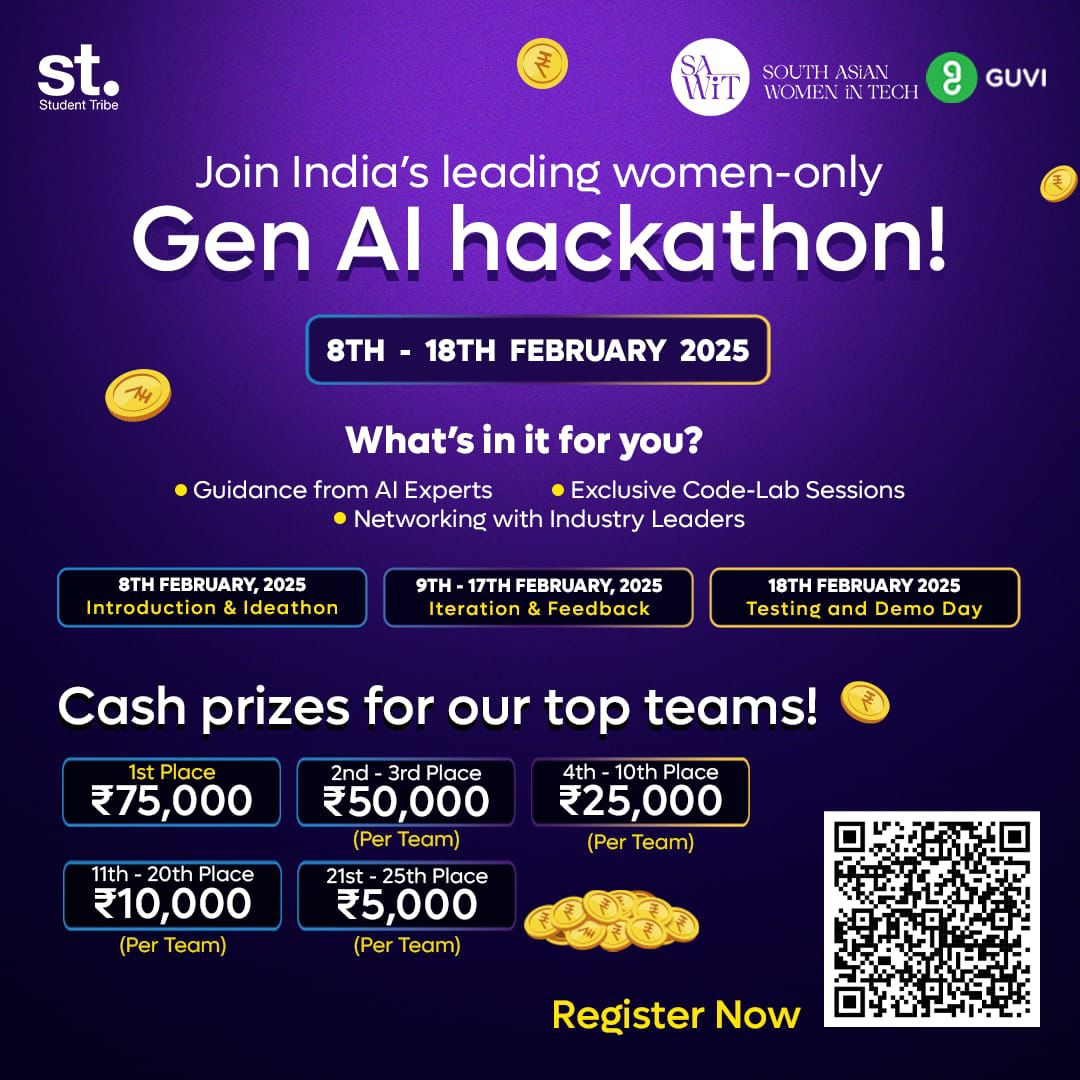 st.
Student Tribe
SA
WiT
SOUTH ASiAN
WOMEN iN TECH
GUVI
Join India's leading women-only
Gen AI hackathon!
8TH - 18TH FEBRUARY 2025
What's in it for you?
• Guidance from AI Experts
• Exclusive Code-Lab Sessions
• Networking with Industry Leaders
8TH FEBRUARY, 2025
Introduction & Ideathon
9TH - 17TH FEBRUARY, 2025
Iteration & Feedback
18TH FEBRUARY 2025
Testing and Demo Day
Cash prizes for our top teams!
1st Place
₹75,000
2nd - 3rd Place
₹50,000
(Per Team)
4th - 10th Place
₹25,000
(Per Team)
11th - 20th Place
₹10,000
(Per Team)
21st - 25th Place
₹5,000
(Per Team)
Register Now